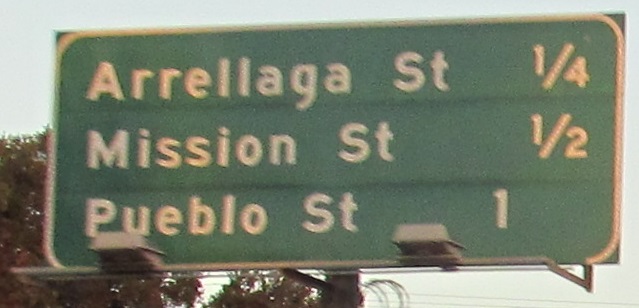 Arrellaga St 1/4
Mission St 1/2
Pueblo St 1